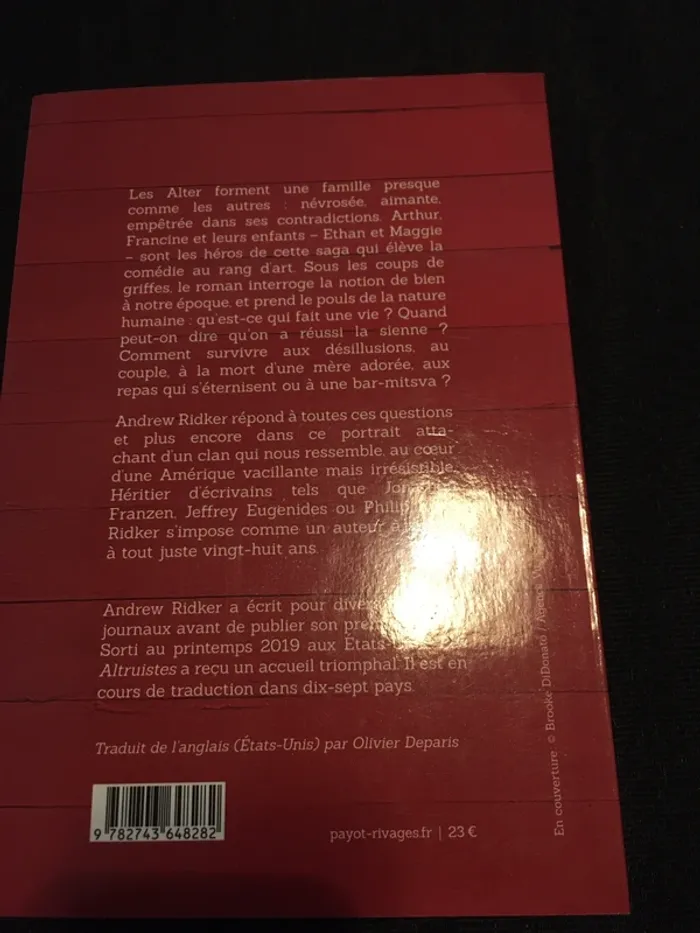 Les Alter forment une famille presque
comme les autres : névrosée, aimante,
empêtrée dans ses contradictions. Arthur,
Francine et leurs enfants – Ethan et Maggie
– sont les héros de cette saga qui élève la
comédie au rang d'art. Sous les coups de
griffes, le roman interroge la notion de bien
à notre époque, et prend le pouls de la nature
humaine : qu'est-ce qui fait une vie ? Quand
peut-on dire qu'on a réussi la sienne ?
Comment survivre aux désillusions, au
couple, à la mort d'une mère adorée, aux
repas qui s'éternisent ou à une bar-mitsva ?
Andrew Ridker répond à toutes ces questions
et plus encore dans ce portrait atta-
chant d'un clan qui nous ressemble, au cœur
d'une Amérique vacillante mais irrésistible.
Héritier d'écrivains tels que
Franzen, Jeffrey Eugenides ou
Ridker s'impose comme un auteur
à tout juste vingt-huit ans.
Andrew Ridker a écrit pour
journaux avant de publier son
Sorti au printemps 2019 aux
Altruistes a reçu un accueil triomphal. Il est en
cours de traduction dans dix-sept pays.
Traduit de l'anglais (États-Unis) par Olivier Deparis
9 782743 648282
payot-rivages.fr | 23 €
En couverture : © Brooke DiDonato /